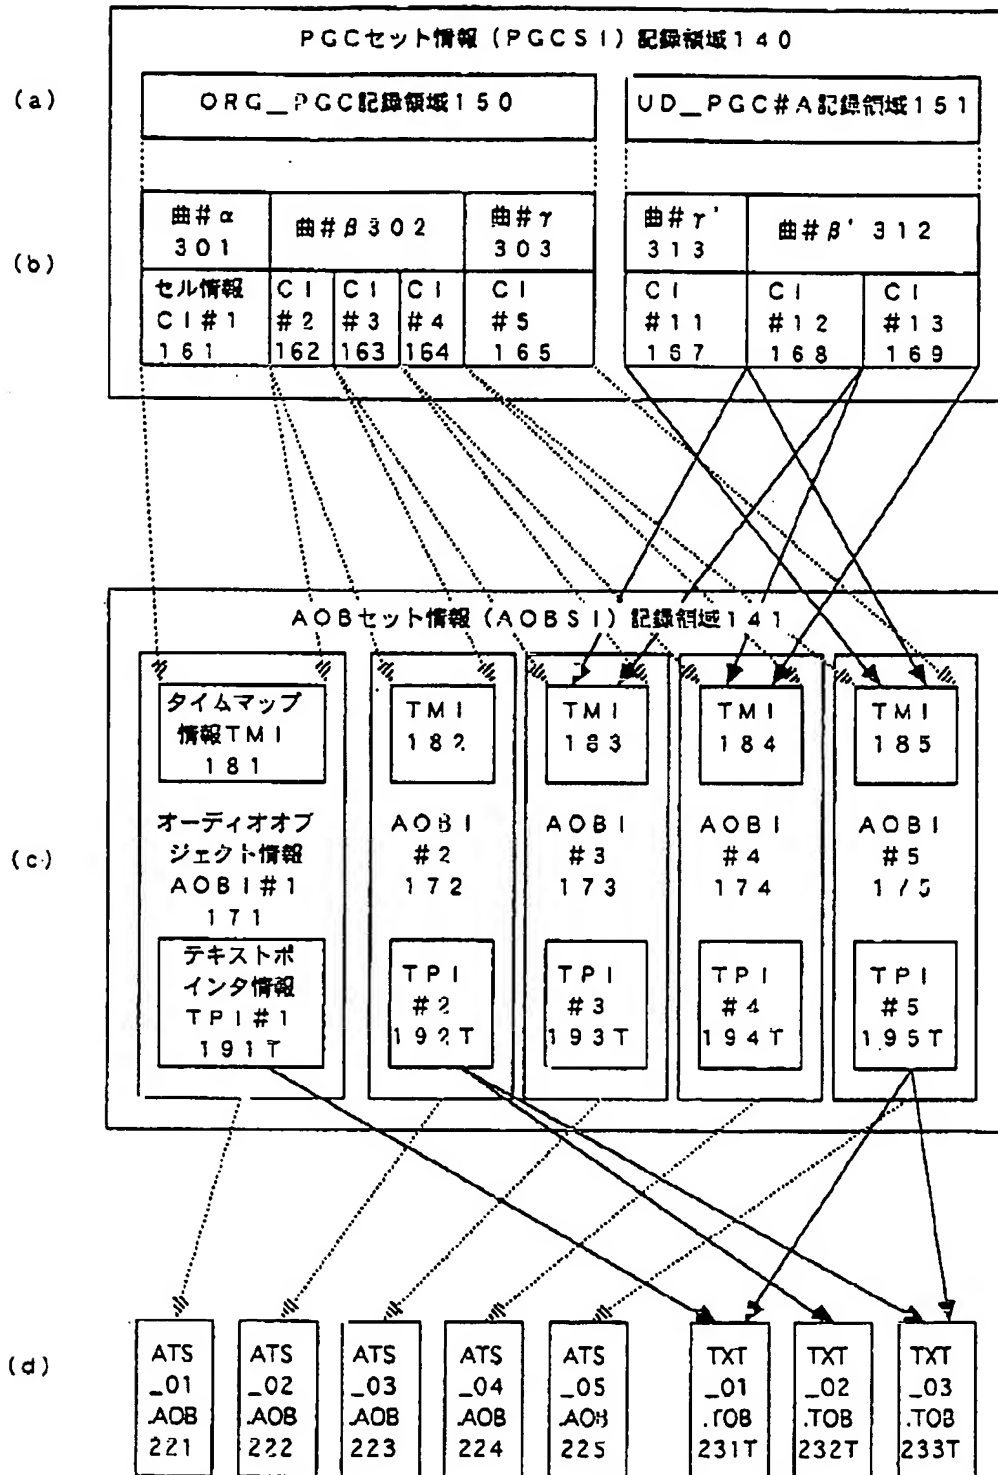 PGCセット情報(PGCSI)記録領域140
(a)
ORG_PGC記録領域150
UD_PGC#A記録領域151
(b)
曲#α
301
曲#β302
曲#γ
303
曲#γ'
313
曲#β' 312
セル情報
CI#1
161
CI
#2
162
CI
#3
163
CI
#4
164
CI
#5
165
CI
#11
167
CI
#12
168
CI
#13
169
AOBセット情報(AOBSI)記録領域141
(c)
タイムマップ
情報TMI
181
TMI
182
TMI
183
TMI
184
TMI
185
オーディオオブ
ジェクト情報
AOBI#1
171
AOBI
#2
172
AOBI
#3
173
AOBI
#4
174
AOBI
#5
175
テキストポ
インタ情報
TPI#1
191T
TPI
#2
192T
TPI
#3
193T
TPI
#4
194T
TPI
#5
195T
(d)
ATS
_01
.AOB
221
ATS
_02
.AOB
222
ATS
_03
.AOB
223
ATS
_04
.AOB
224
ATS
_05
.AOB
225
TXT
_01
.TOB
231T
TXT
_02
.TOB
232T
TXT
_03
.TOB
233T